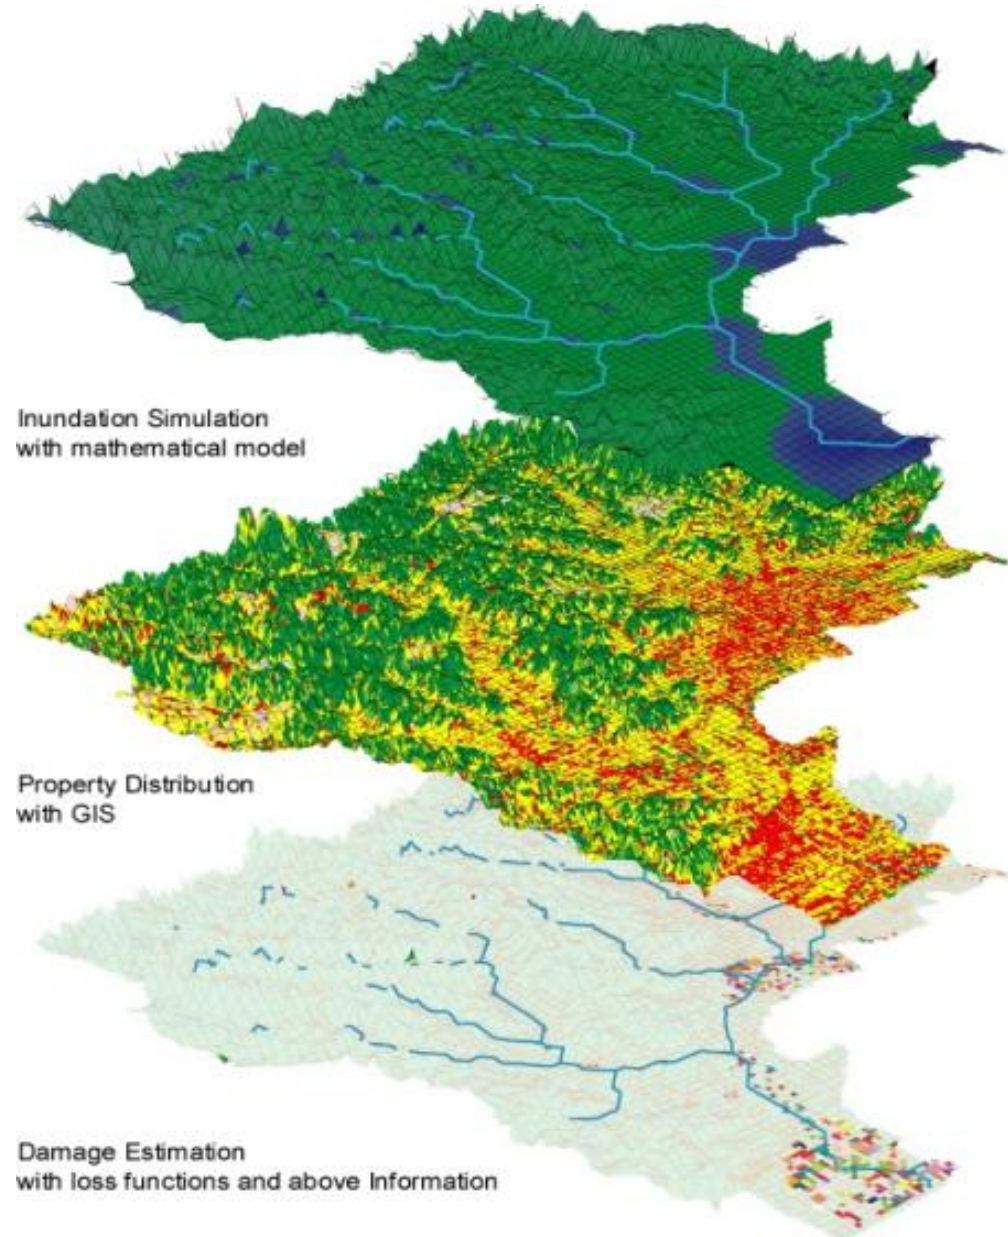 Inundation Simulation
with mathematical model
Property Distribution
with GIS
Damage Estimation
with loss functions and above Information